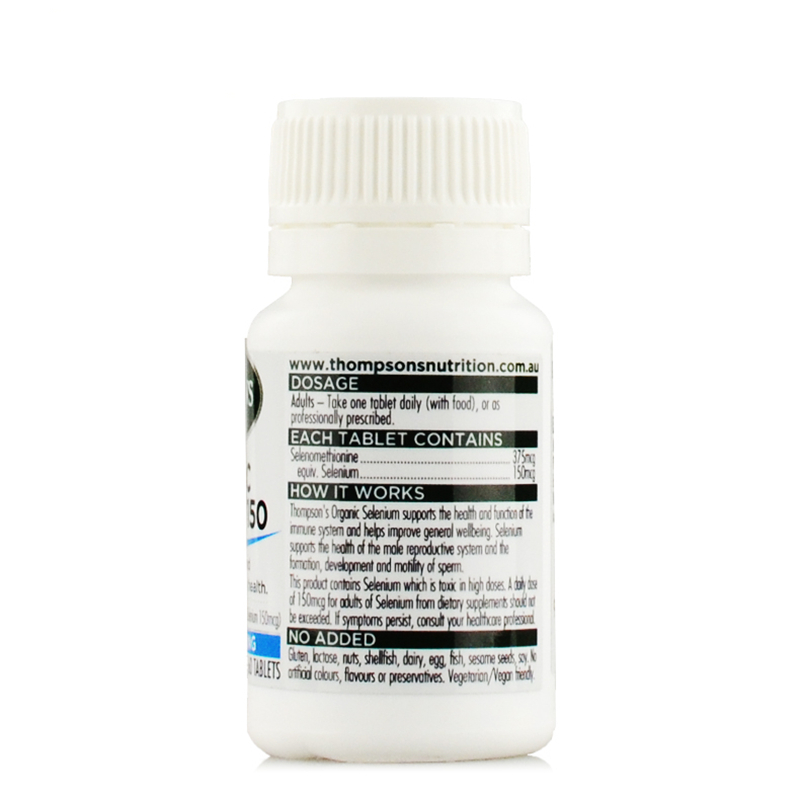 www.thompsonsnutrition.com.au
DOSAGE
Adults – Take one tablet daily (with food), or as
professionally prescribed.
EACH TABLET CONTAINS
Selenomethionine 375mcg
equiv. Selenium 150mcg
HOW IT WORKS
Thompson's Organic Selenium supports the health and function of the
immune system and helps improve general wellbeing. Selenium
supports the health of the male reproductive system and the
formation, development and motility of sperm.
This product contains Selenium which is toxic in high doses. A daily dose
of 150mcg for adults of Selenium from dietary supplements should not
be exceeded. If symptoms persist, consult your healthcare professional.
NO ADDED
Gluten, lactose, nuts, shellfish, dairy, egg, fish, sesame seeds, soy. No
artificial colours, flavours or preservatives. Vegetarian/Vegan friendly.
S
C
50
health.
150mcg)
TABLETS